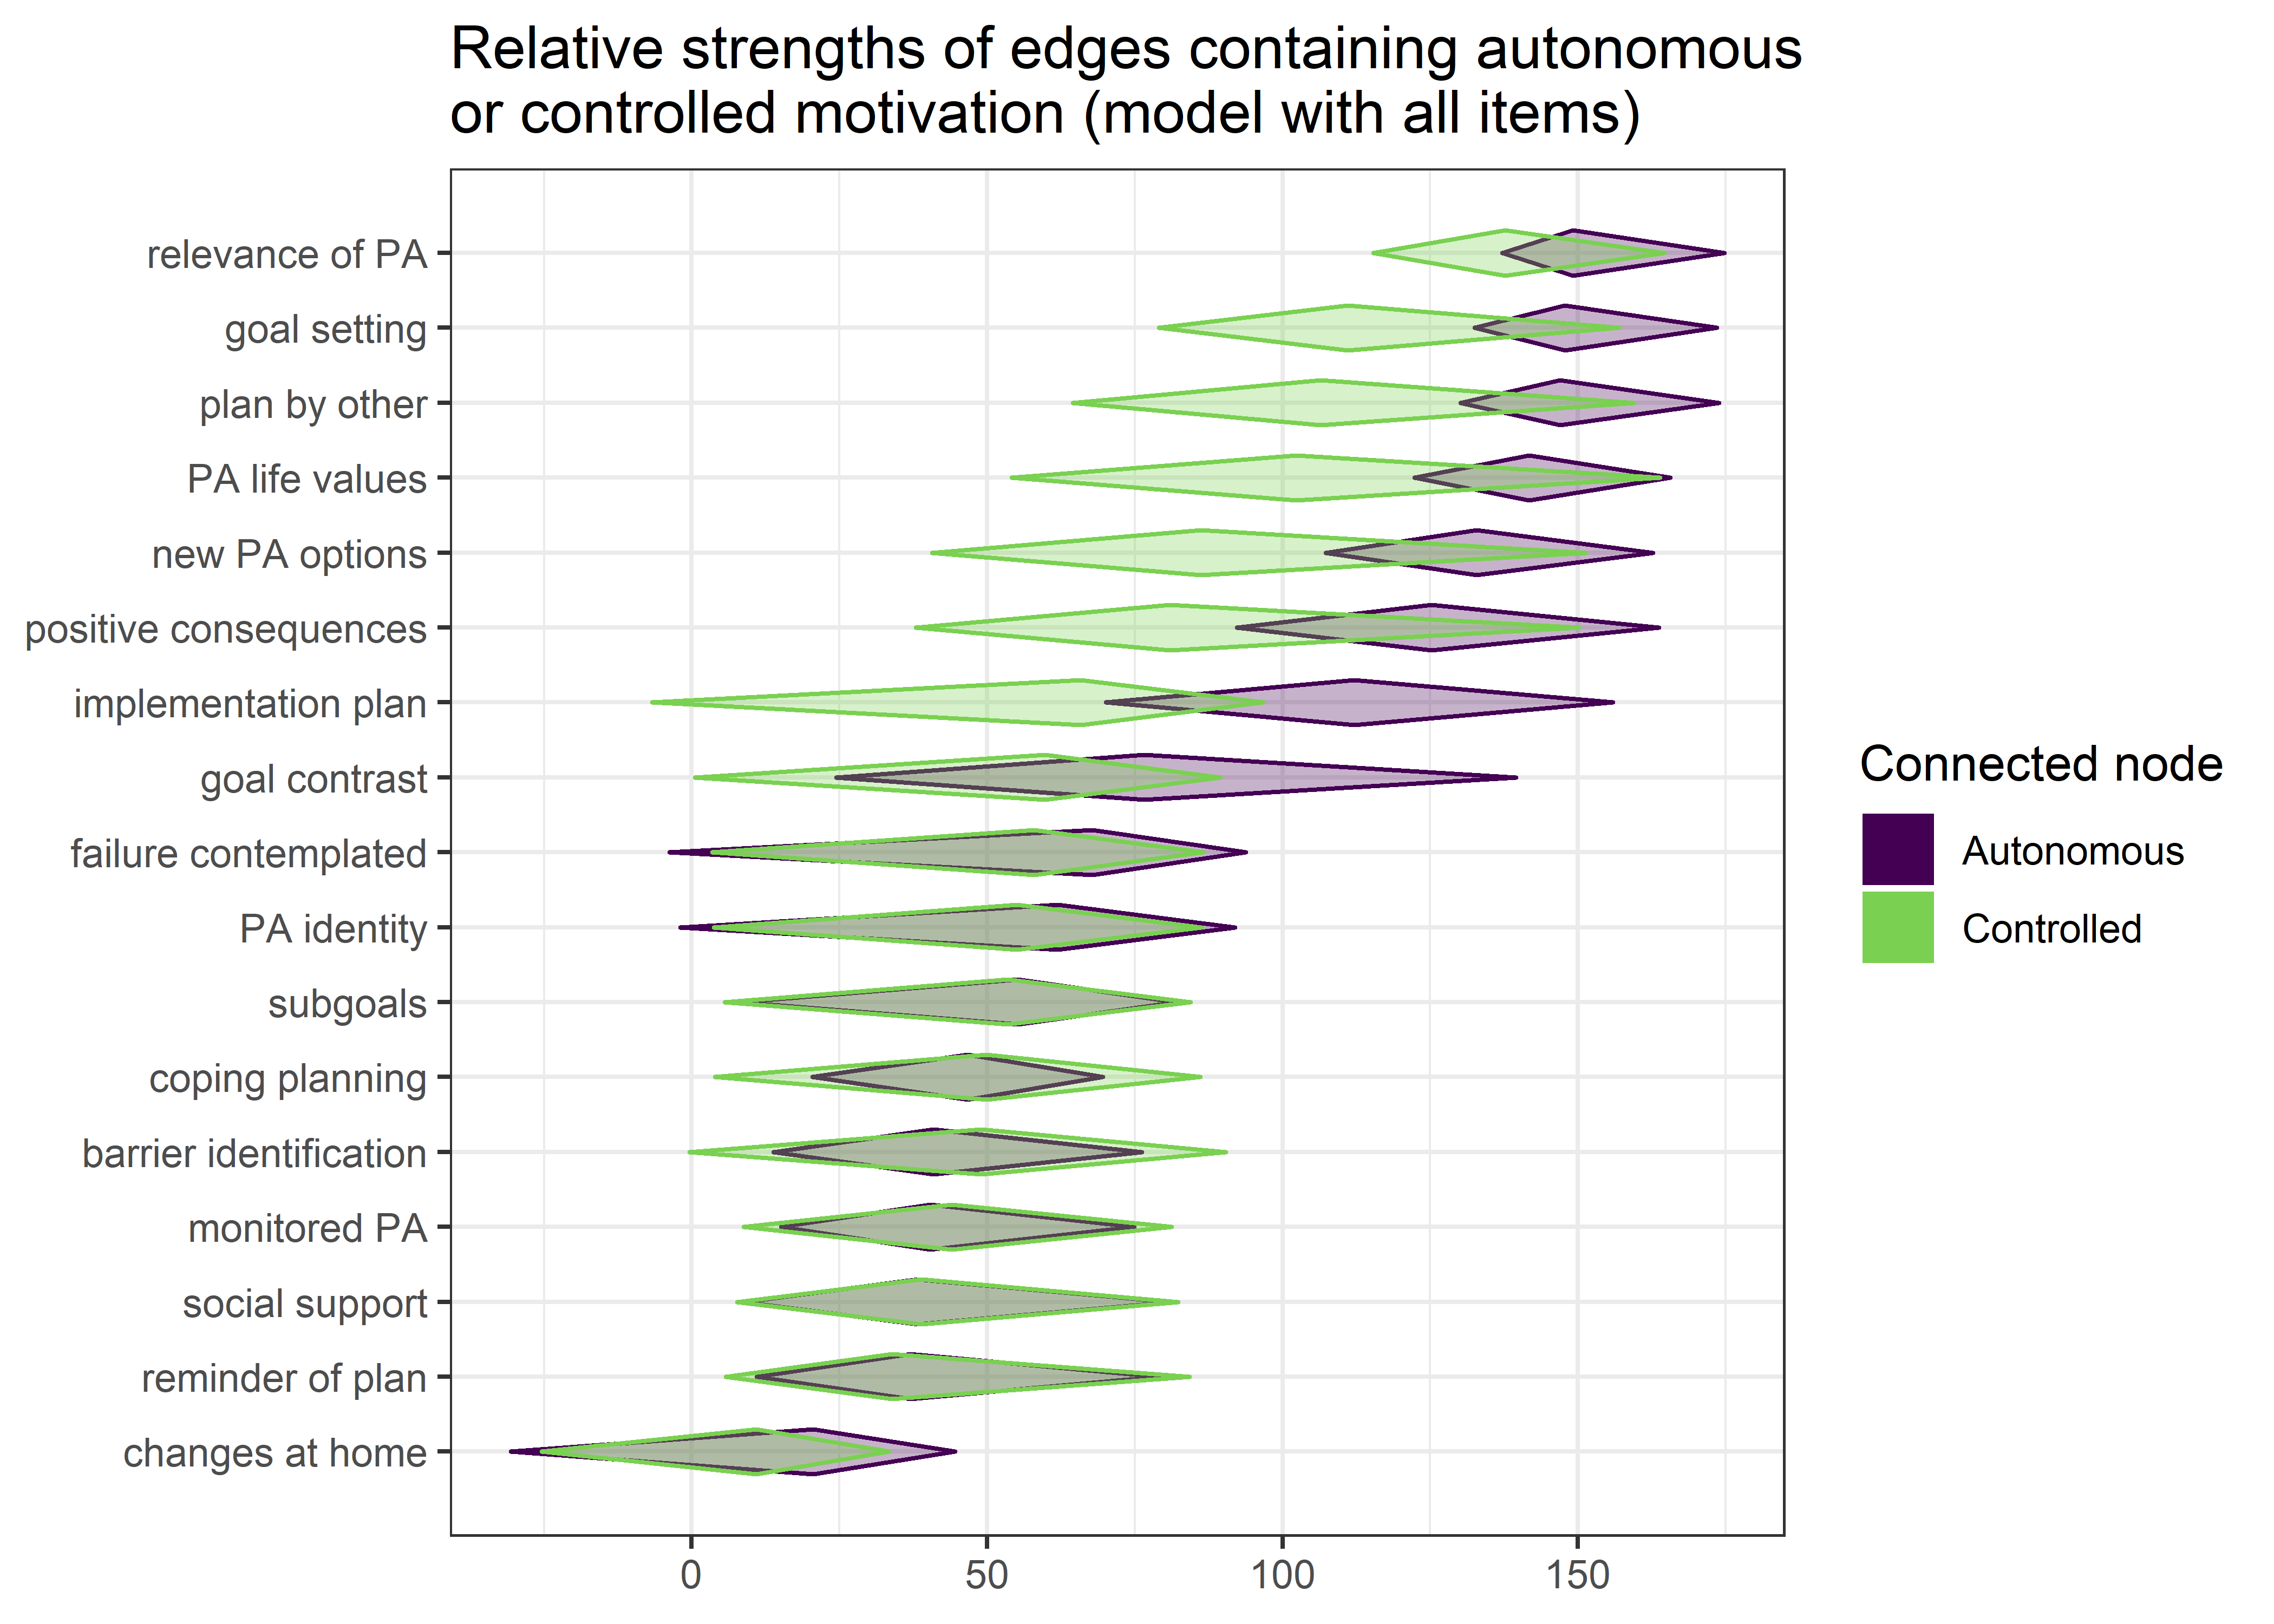 Relative strengths of edges containing autonomous
or controlled motivation (model with all items)
relevance of PA
goal setting
plan by other
PA life values
new PA options
positive consequences
implementation plan
goal contrast
failure contemplated
PA identity
subgoals
coping planning
barrier identification
monitored PA
social support
reminder of plan
changes at home
0 50 100 150
Connected node
Autonomous
Controlled